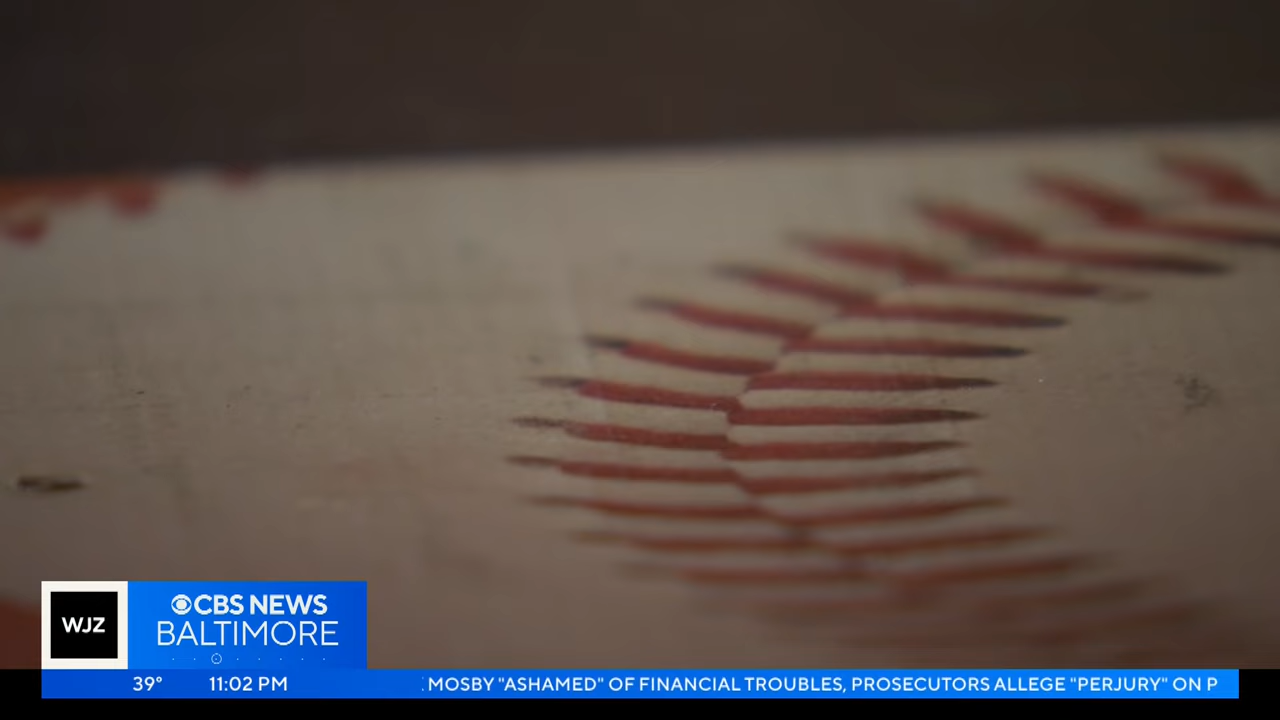 WJZ
CBS NEWS
BALTIMORE
39° 11:02 PM MOSBY "ASHAMED" OF FINANCIAL TROUBLES, PROSECUTORS ALLEGE "PERJURY" ON P